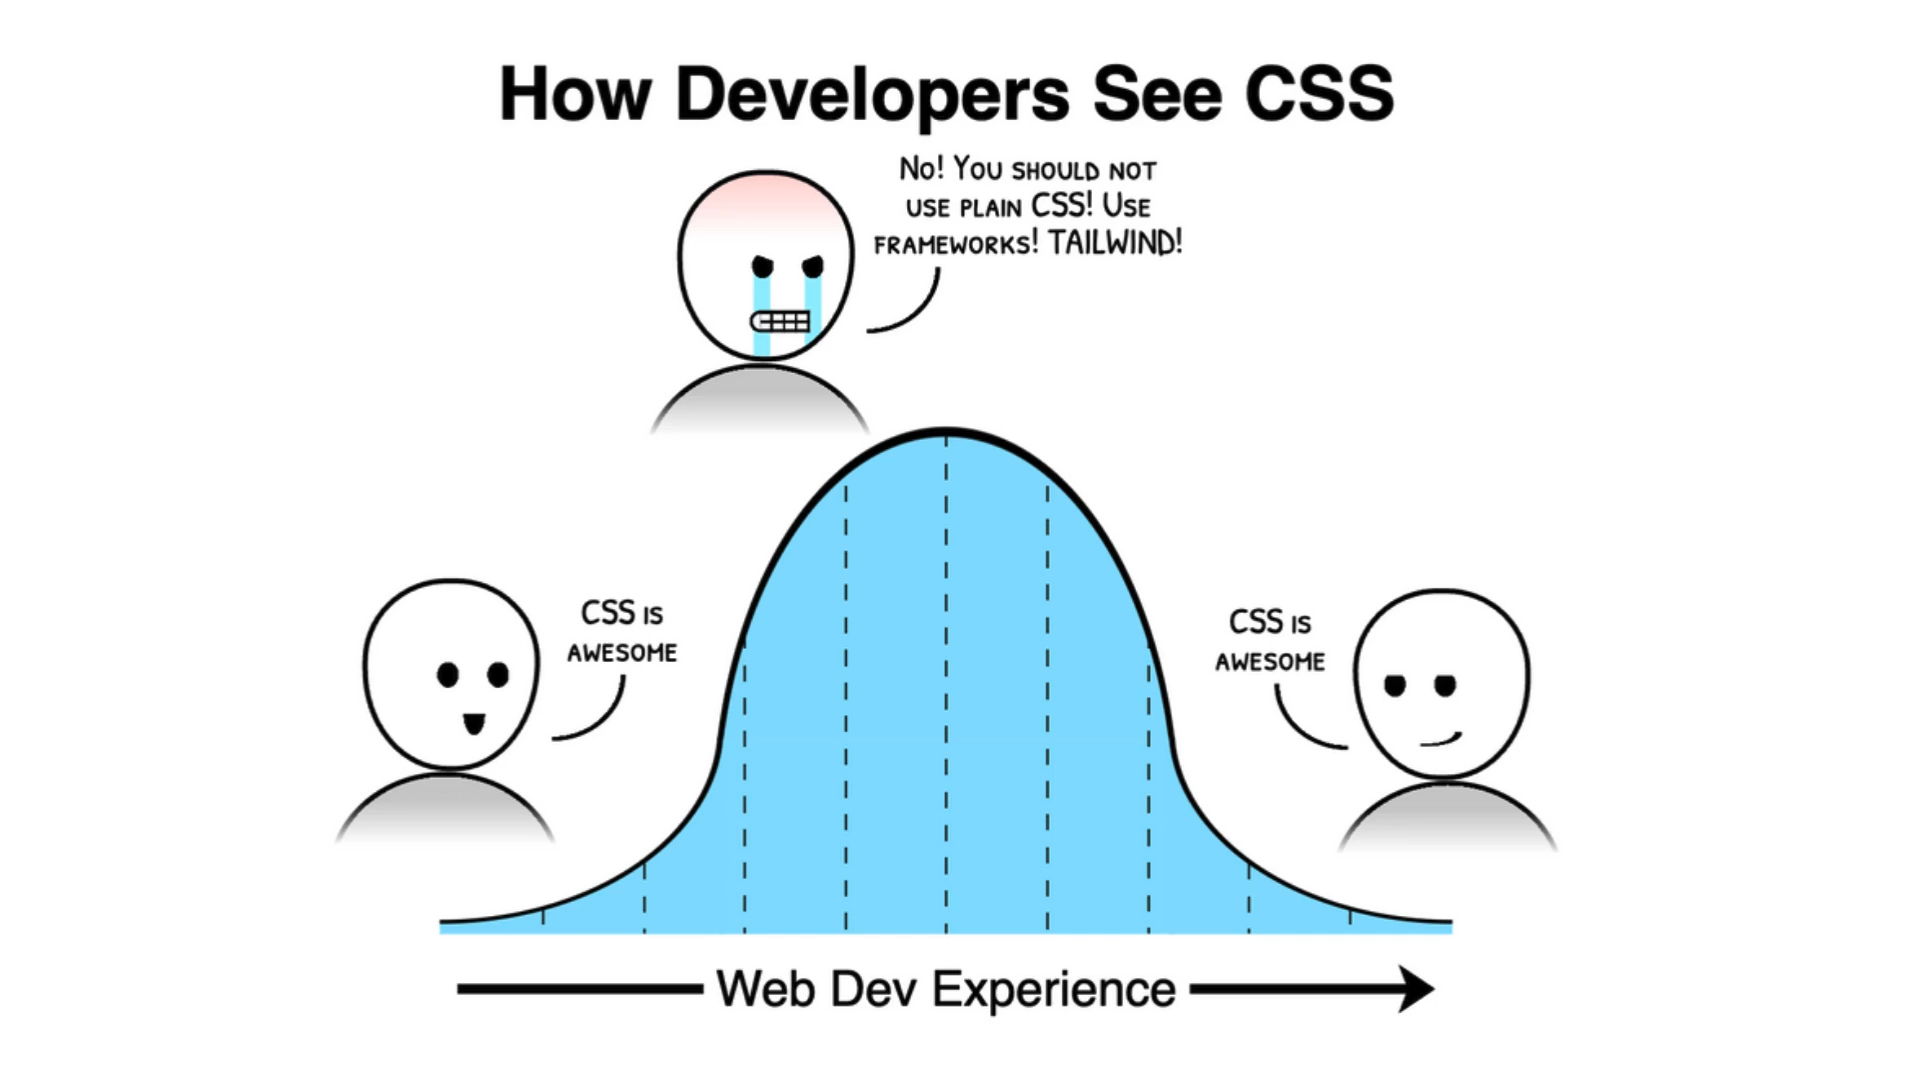 How Developers See CSS
No! You should not
use plain CSS! Use
frameworks! TAILWIND!
CSS is
awesome
CSS is
awesome
Web Dev Experience